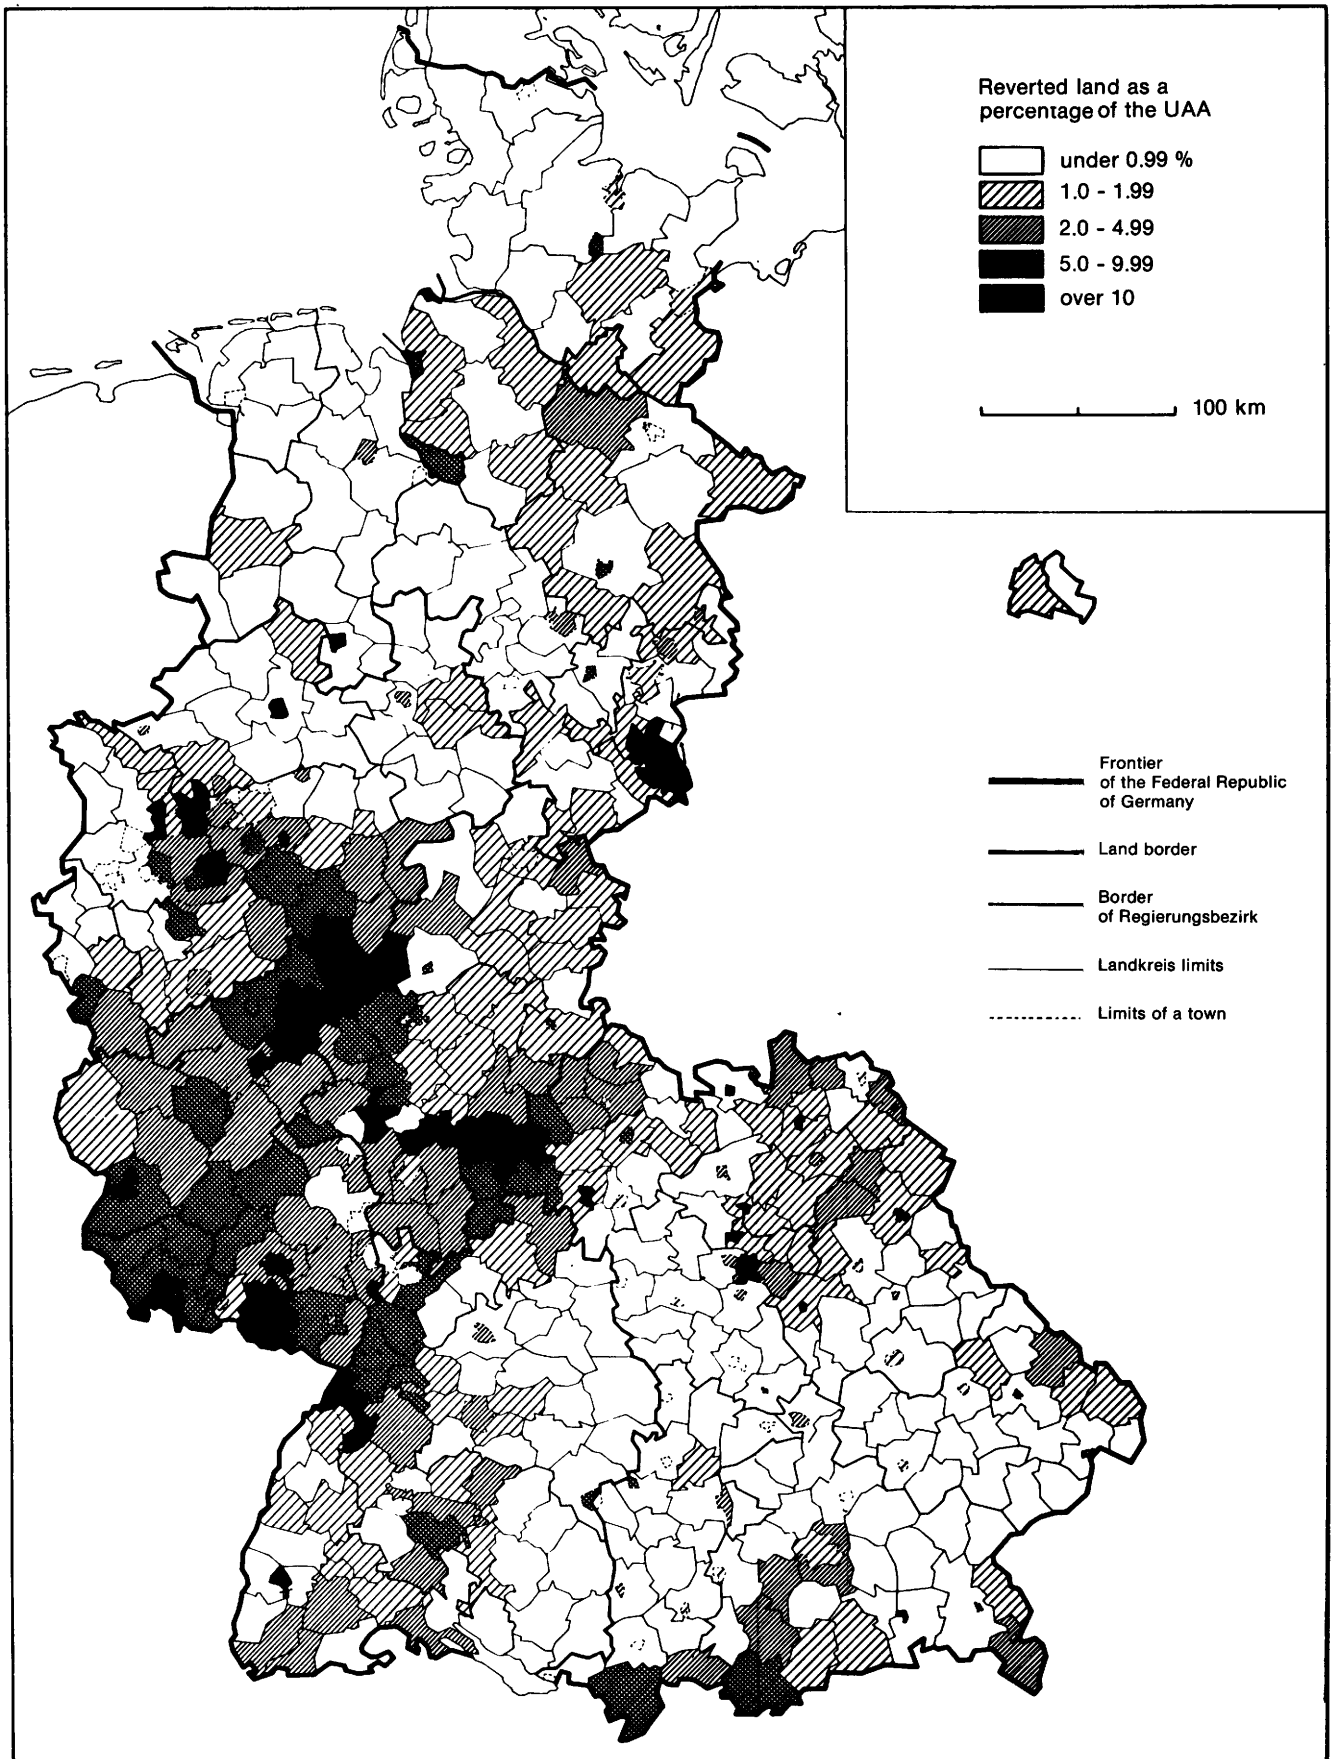 Reverted land as a
percentage of the UAA
under 0.99 %
1.0 - 1.99
2.0 - 4.99
5.0 - 9.99
over 10
100 km
Frontier
of the Federal Republic
of Germany
Land border
Border
of Regierungsbezirk
Landkreis limits
Limits of a town